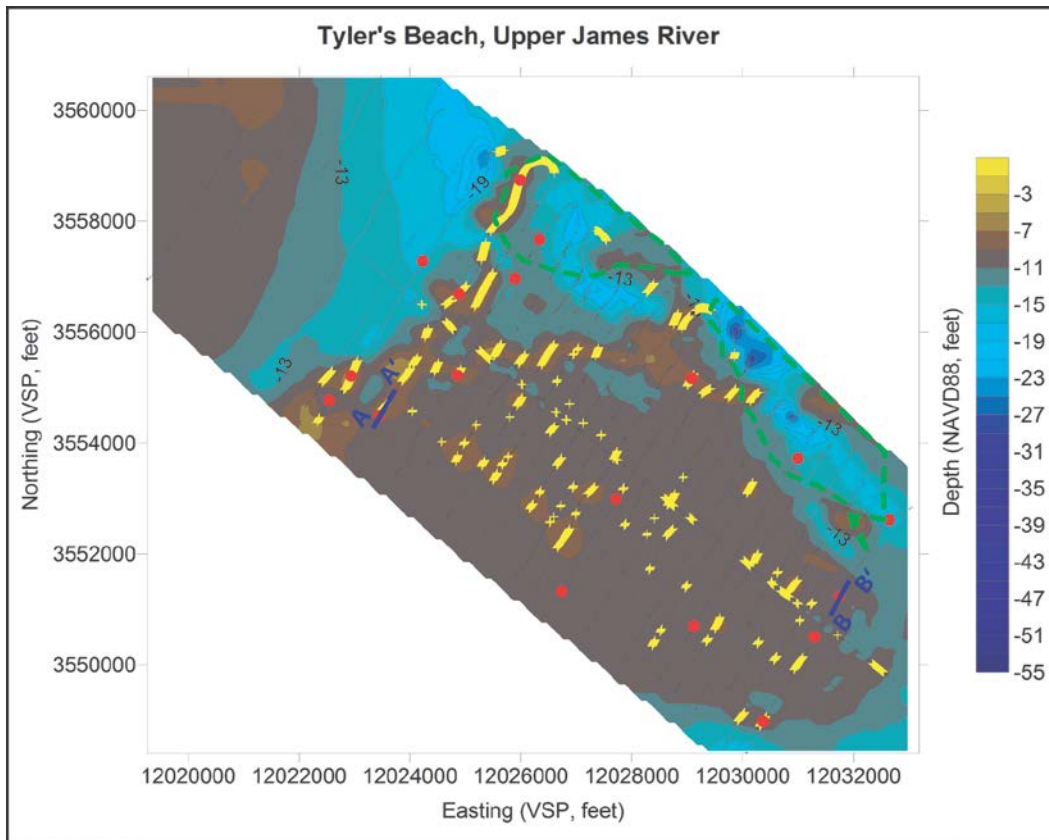 Tyler's Beach, Upper James River
Northing (VSP, feet)
3560000
3558000
3556000
3554000
3552000
3550000
-13
-19
-13
-13
-13
-13
A
A'
B
B'
12020000 12022000 12024000 12026000 12028000 12030000 12032000
Easting (VSP, feet)
Depth (NAVD88, feet)
-3
-7
-11
-15
-19
-23
-27
-31
-35
-39
-43
-47
-51
-55